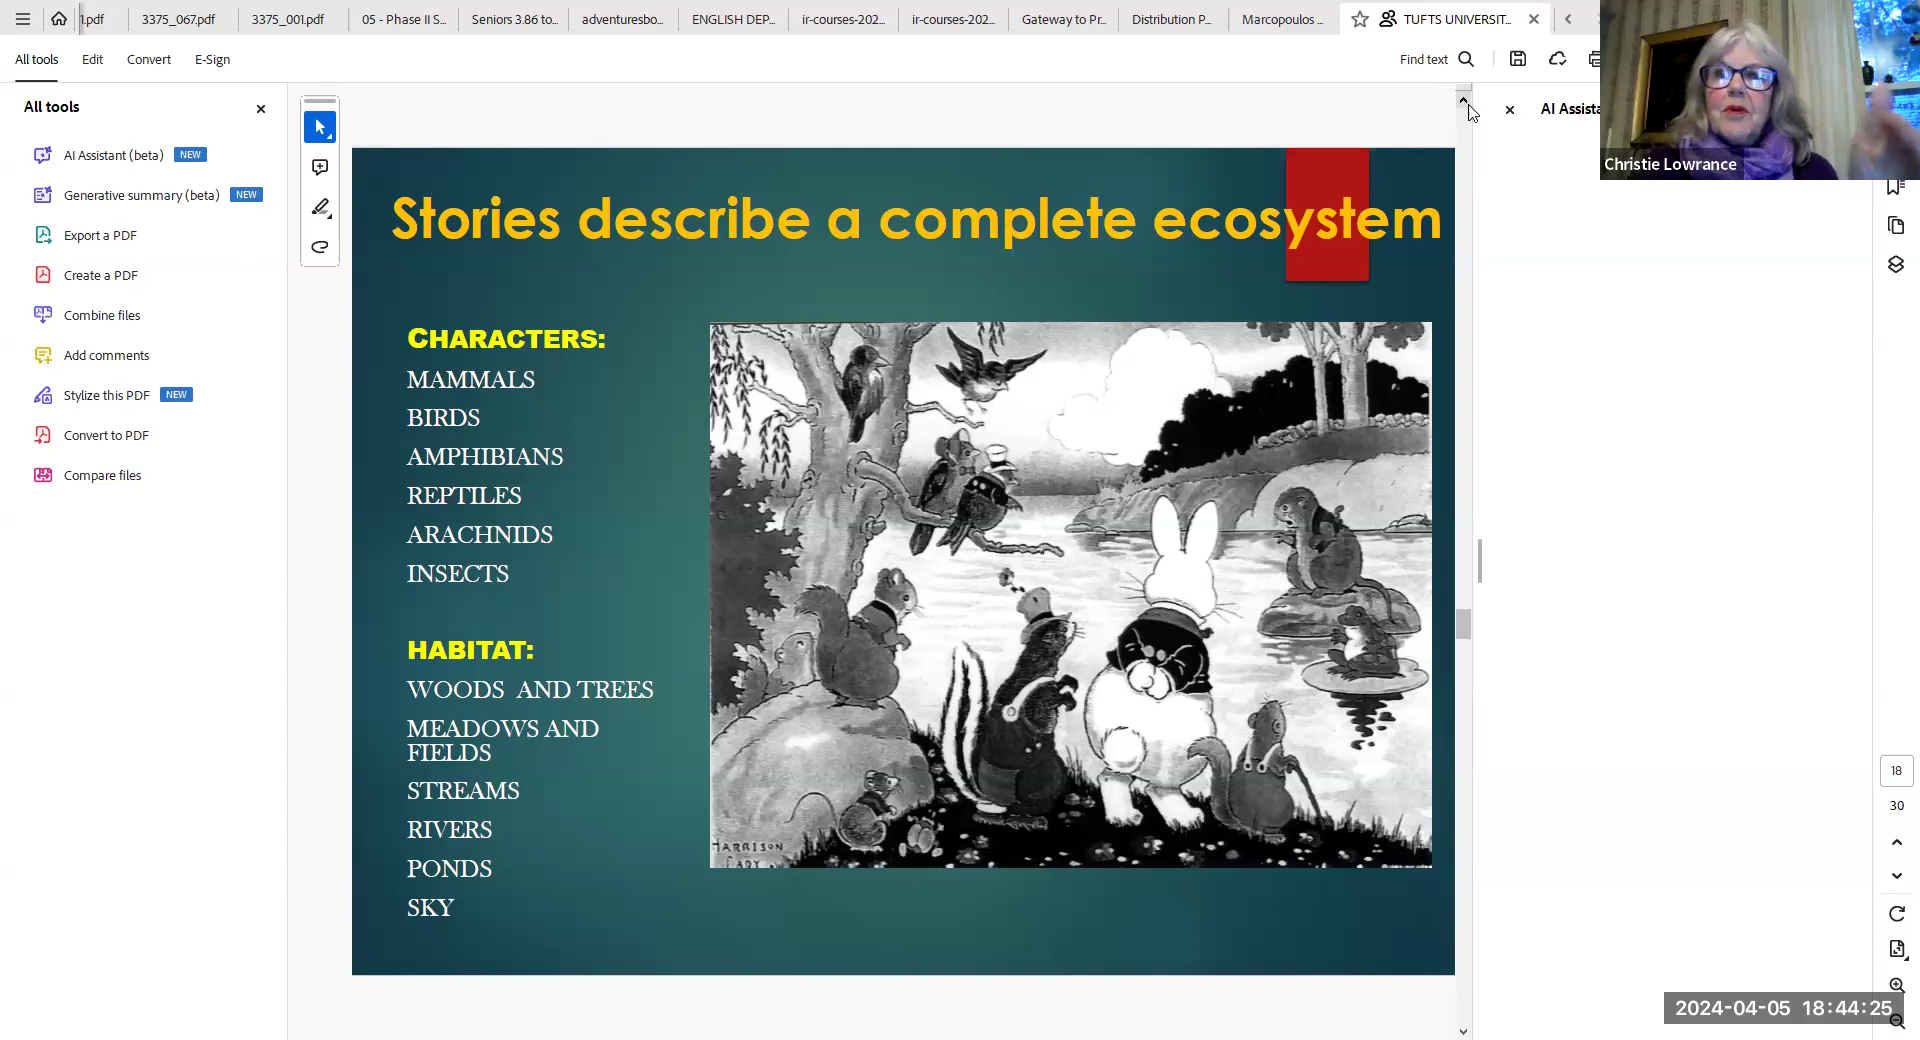 1.pdf
3375_067.pdf
3375_001.pdf
05 - Phase II S...
Seniors 3.86 to...
adventuresbo...
ENGLISH DEP...
ir-courses-202...
ir-courses-202...
Gateway to Pr...
Distribution P...
Marcopoulos ...
TUFTS UNIVERSIT...
All tools
Edit
Convert
E-Sign
Find text
All tools
AI Assistant (beta) NEW
Generative summary (beta) NEW
Export a PDF
Create a PDF
Combine files
Add comments
Stylize this PDF NEW
Convert to PDF
Compare files
Stories describe a complete ecosystem
CHARACTERS:
MAMMALS
BIRDS
AMPHIBIANS
REPTILES
ARACHNIDS
INSECTS
HABITAT:
WOODS AND TREES
MEADOWS AND
FIELDS
STREAMS
RIVERS
PONDS
SKY
HARRISON
CADY
AI Assista
Christie Lowrance
18
30
2024-04-05 18:44:25